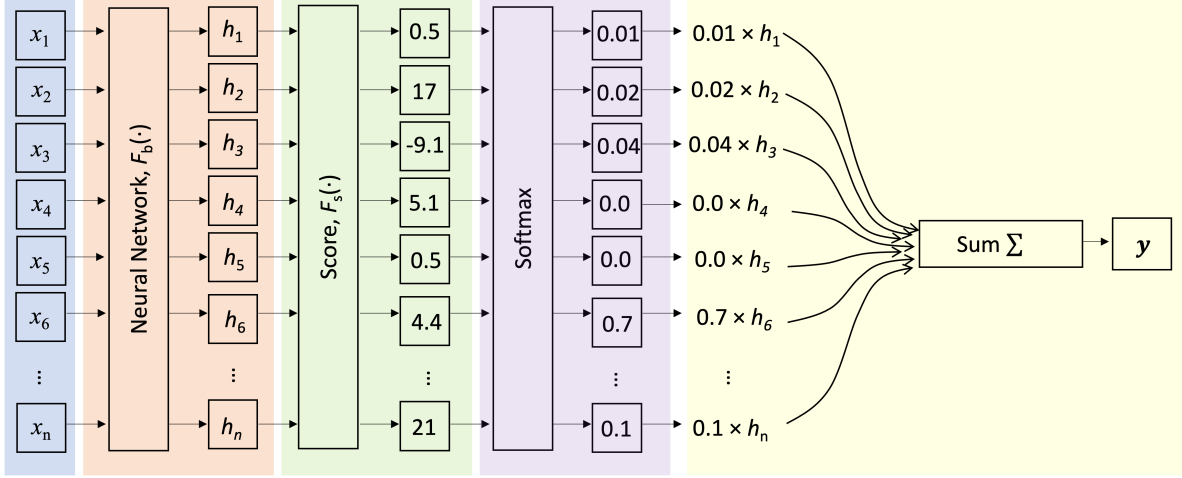 x1 h1 0.5 0.01 0.01 × h1
x2 h2 17 0.02 0.02 × h2
x3 h3 -9.1 0.04 0.04 × h3
x4 h4 5.1 0.0 0.0 × h4
x5 h5 0.5 0.0 0.0 × h5
x6 h6 4.4 0.7 0.7 × h6
⋮ ⋮ ⋮ ⋮ ⋮
xn hn 21 0.1 0.1 × hn
Neural Network, Fb(·)
Score, Fs(·)
Softmax
Sum Σ
y